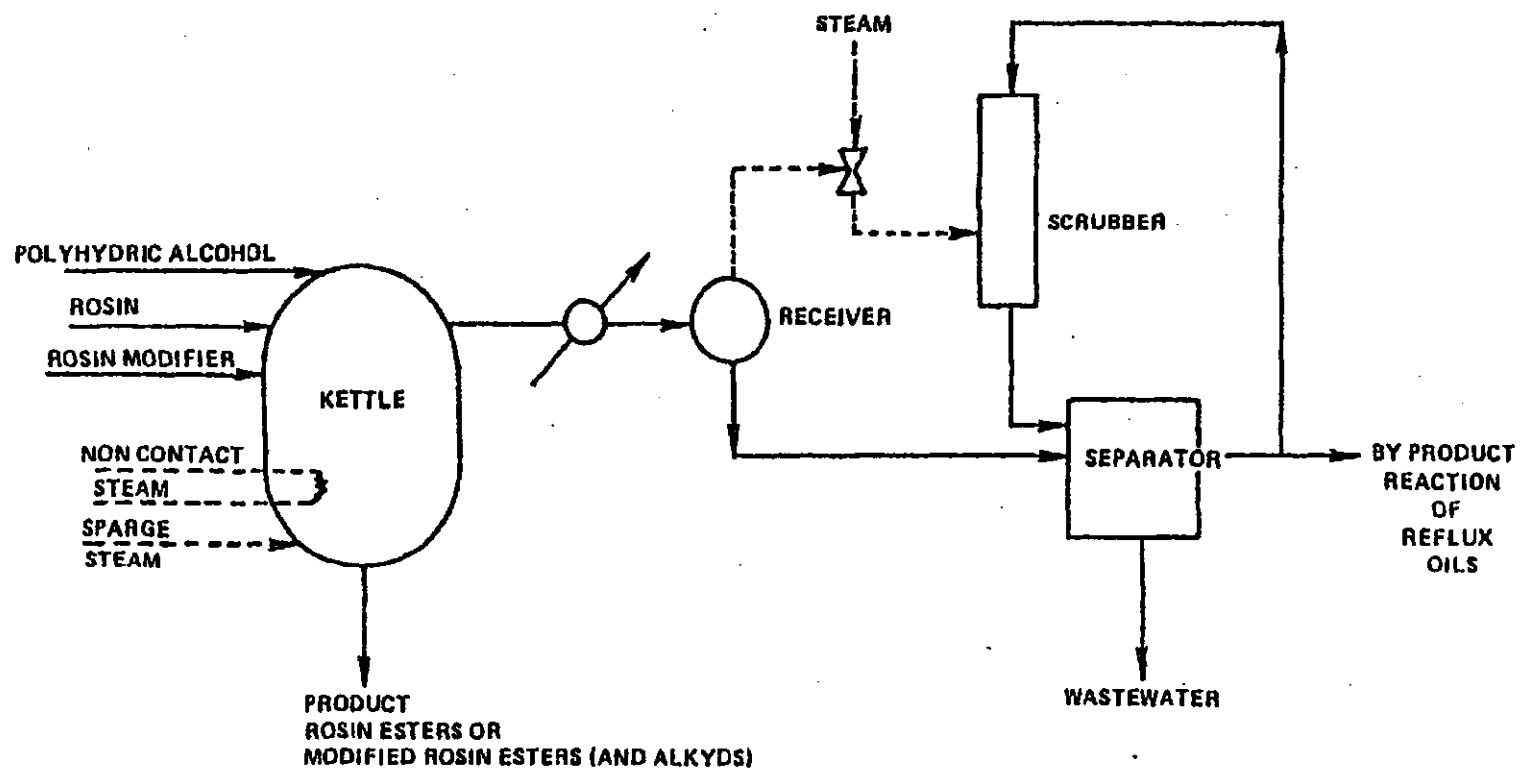 STEAM
SCRUBBER
POLYHYDRIC ALCOHOL
ROSIN
ROSIN MODIFIER
RECEIVER
KETTLE
NON CONTACT
STEAM
SPARGE
STEAM
SEPARATOR
BY PRODUCT
REACTION
OF
REFLUX
OILS
WASTEWATER
PRODUCT
ROSIN ESTERS OR
MODIFIED ROSIN ESTERS (AND ALKYDS)